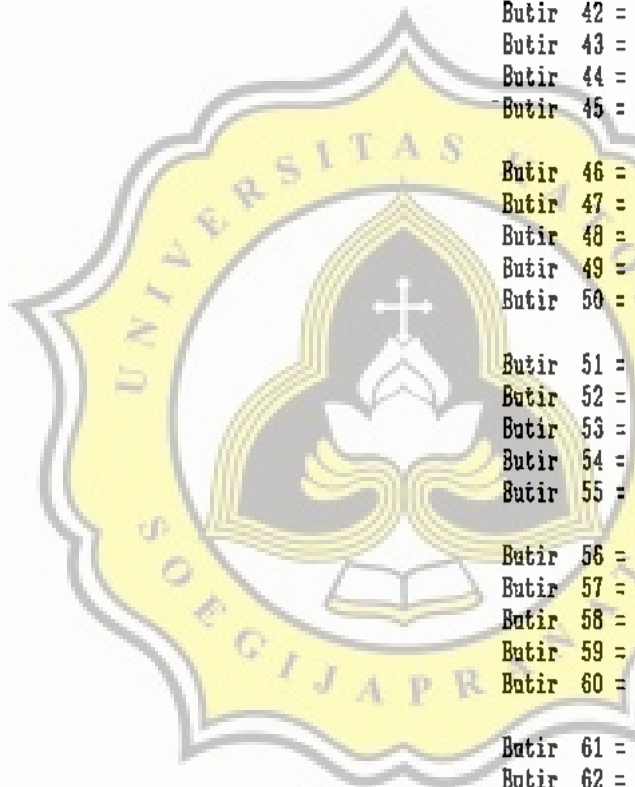 Butir 42 =
Butir 43 =
Butir 44 =
Butir 45 =
Butir 46 =
Butir 47 =
Butir 48 =
Butir 49 =
Butir 50 =
Butir 51 =
Butir 52 =
Butir 53 =
Butir 54 =
Butir 55 =
Butir 56 =
Butir 57 =
Butir 58 =
Butir 59 =
Butir 60 =
Butir 61 =
Butir 62 =
UNIVERSITAS